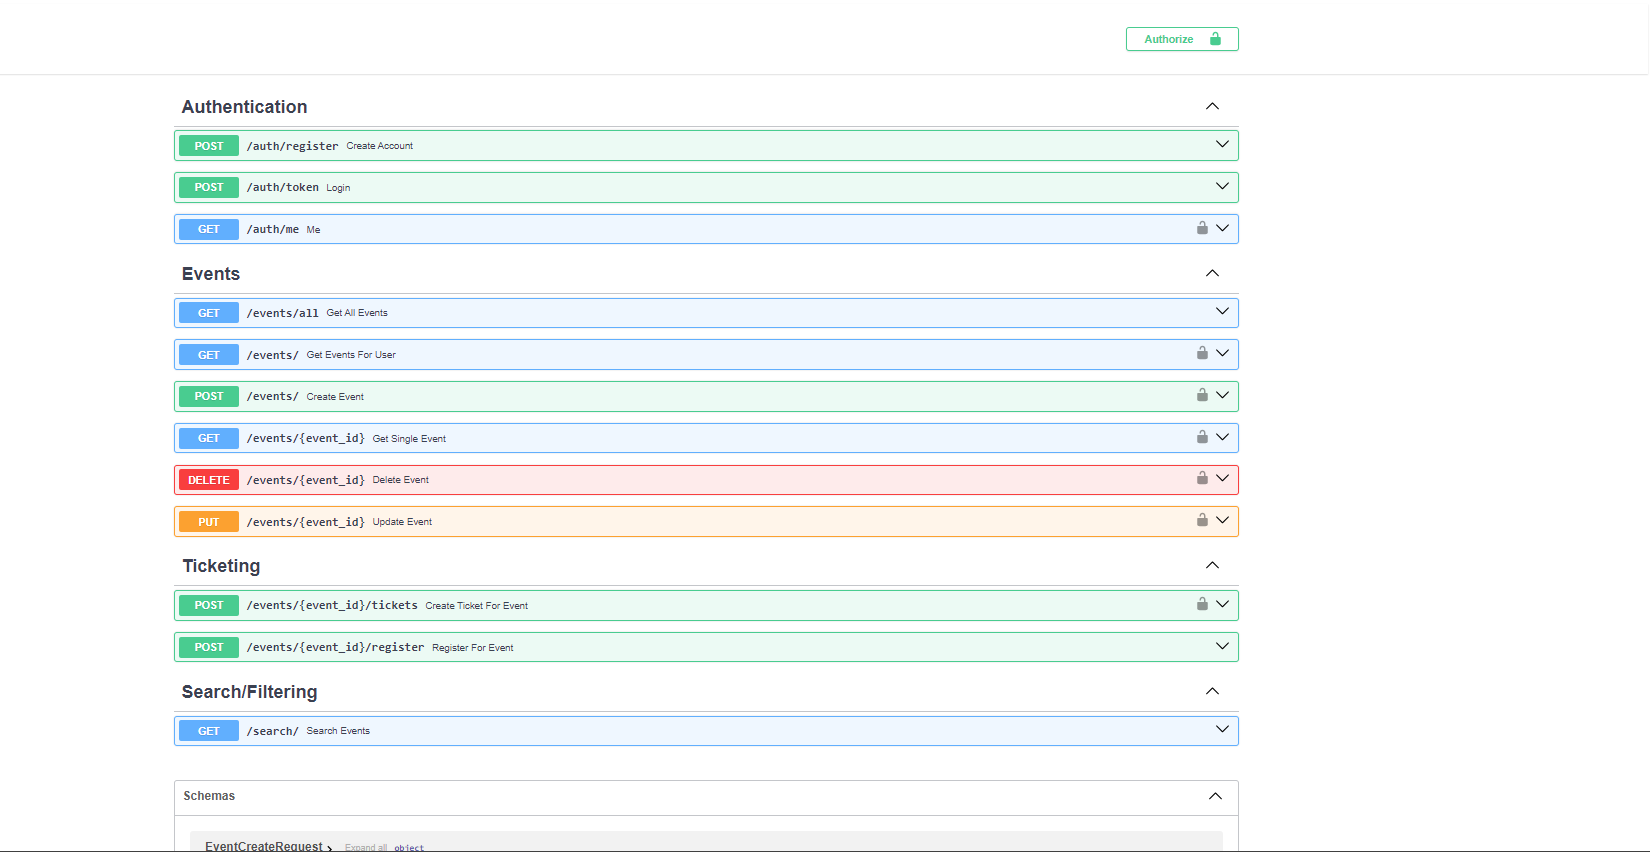 Authorize
Authentication
POST /auth/register Create Account
POST /auth/token Login
GET /auth/me Me
Events
GET /events/all Get All Events
GET /events/ Get Events For User
POST /events/ Create Event
GET /events/{event_id} Get Single Event
DELETE /events/{event_id} Delete Event
PUT /events/{event_id} Update Event
Ticketing
POST /events/{event_id}/tickets Create Ticket For Event
POST /events/{event_id}/register Register For Event
Search/Filtering
GET /search/ Search Events
Schemas
EventCreateRequest Expand all object